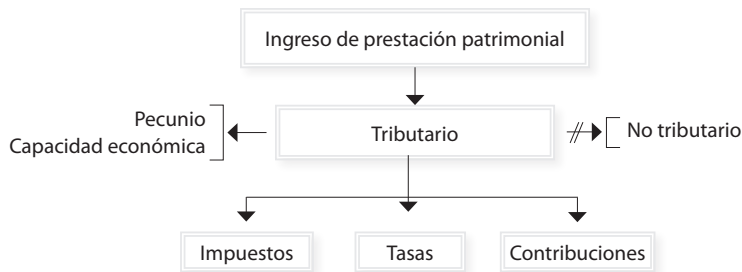 Ingreso de prestación patrimonial
Pecunio
Capacidad económica
Tributario
No tributario
Impuestos
Tasas
Contribuciones